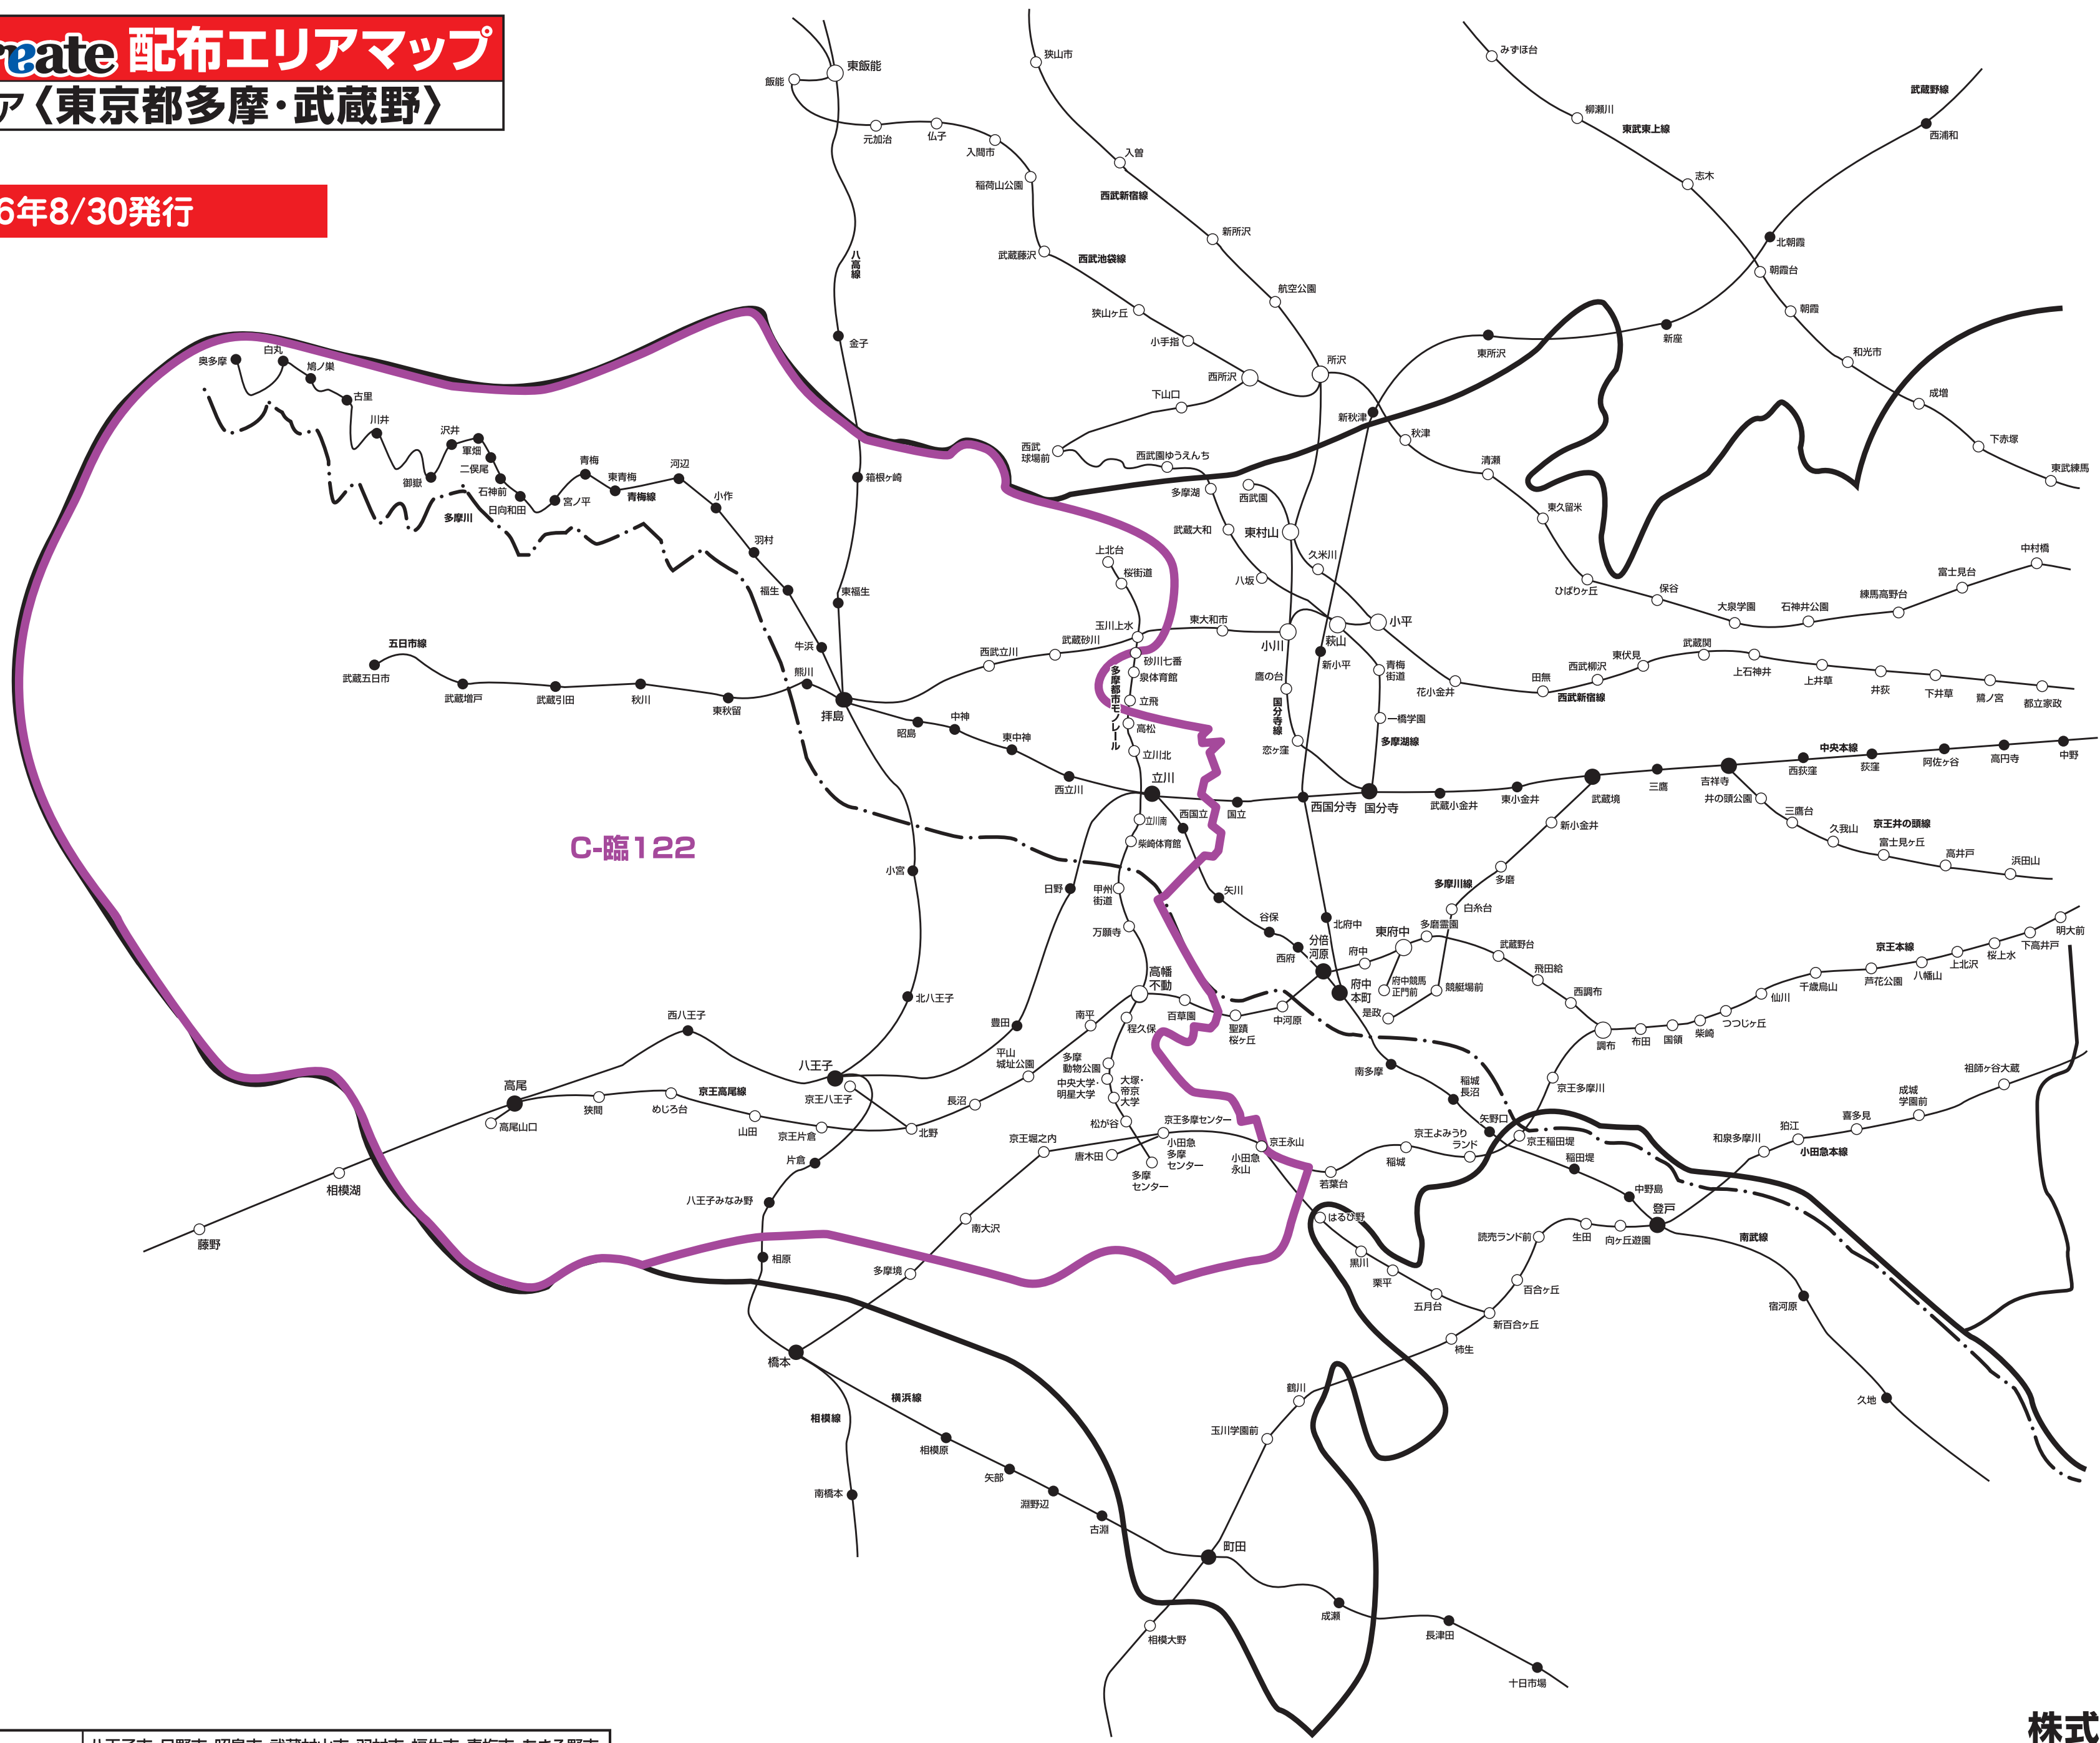 reate 配布エリアマップ
ア〈東京都多摩・武蔵野〉
6年8/30発行
飯能
東飯能
元加治
仏子
入間市
稲荷山公園
武蔵藤沢
西武池袋線
狭山ヶ丘
小手指
西所沢
下山口
西武
球場前
狭山市
入曽
西武新宿線
新所沢
航空公園
所沢
みずほ台
柳瀬川
東武東上線
志木
武蔵野線
西浦和
北朝霞
朝霞台
朝霞
和光市
成増
下赤塚
東武練馬
新座
東所沢
新秋津
秋津
清瀬
東久留米
ひばりヶ丘
保谷
大泉学園
石神井公園
練馬高野台
富士見台
中村橋
八高線
金子
箱根ヶ崎
東福生
奥多摩
白丸
鳩ノ巣
古里
川井
御嶽
沢井
軍畑
二俣尾
石神前
日向和田
宮ノ平
青梅
東青梅
青梅線
河辺
小作
羽村
福生
牛浜
多摩川
西武園ゆうえんち
多摩湖
西武園
武蔵大和
東村山
久米川
八坂
上北台
桜街道
玉川上水
東大和市
小川
萩山
小平
新小平
青梅
街道
鷹の台
国分寺線
恋ヶ窪
一橋学園
多摩湖線
花小金井
田無
西武新宿線
西武柳沢
東伏見
武蔵関
上石神井
上井草
井荻
下井草
鷺ノ宮
都立家政
五日市線
武蔵五日市
武蔵増戸
武蔵引田
秋川
東秋留
熊川
拝島
西武立川
武蔵砂川
砂川七番
泉体育館
多摩都市モノレール
立飛
高松
立川北
昭島
中神
東中神
西立川
立川
西国立
国立
西国分寺
国分寺
武蔵小金井
東小金井
武蔵境
三鷹
吉祥寺
中央本線
西荻窪
荻窪
阿佐ヶ谷
高円寺
中野
井の頭公園
三鷹台
久我山
京王井の頭線
富士見ヶ丘
高井戸
浜田山
立川南
柴崎体育館
甲州
街道
万願寺
高幡
不動
C-臨122
小宮
日野
矢川
谷保
西府
分倍
河原
北府中
府中
東府中
多磨霊園
府中
本町
府中競馬
正門前
競艇場前
是政
新小金井
多磨
多摩川線
白糸台
武蔵野台
飛田給
西調布
調布
布田
国領
柴崎
つつじヶ丘
仙川
千歳烏山
芦花公園
京王本線
八幡山
上北沢
桜上水
下高井戸
明大前
北八王子
豊田
南平
平山
城址公園
百草園
聖蹟
桜ヶ丘
中河原
程久保
多摩
動物公園
中央大学・
明星大学
大塚・
帝京
大学
松が谷
多摩
センター
西八王子
八王子
京王八王子
高尾
高尾山口
狭間
めじろ台
京王高尾線
山田
京王片倉
北野
長沼
片倉
八王子みなみ野
相模湖
藤野
相原
京王堀之内
唐木田
京王多摩センター
小田急
多摩
センター
京王永山
小田急
永山
若葉台
稲城
京王よみうり
ランド
京王稲田堤
京王多摩川
南多摩
稲城
長沼
矢野口
稲田堤
中野島
登戸
和泉多摩川
狛江
小田急本線
喜多見
成城
学園前
祖師ヶ谷大蔵
南武線
宿河原
久地
はるひ野
黒川
栗平
五月台
新百合ヶ丘
百合ヶ丘
読売ランド前
生田
向ヶ丘遊園
柿生
鶴川
玉川学園前
南大沢
多摩境
橋本
横浜線
相模線
相模原
矢部
淵野辺
古淵
南橋本
町田
成瀬
長津田
十日市場
相模大野
株式
八王子市・日野市・昭島市・武蔵村山市・羽村市・福生市・青梅市・あきる野市